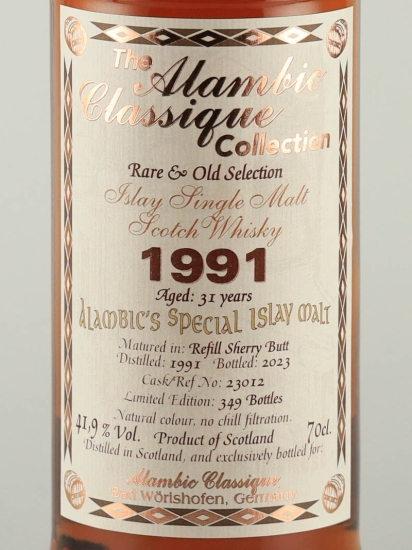 The Alambic
Classique
Collection
Rare & Old Selection
Islay Single Malt
Scotch Whisky
1991
Aged: 31 years
Alambic's Special Islay Malt
Matured in: Refill Sherry Butt
Distilled: 1991 Bottled: 2023
Cask/Ref No: 23012
Limited Edition: 349 Bottles
Natural colour, no chill filtration.
41,9 % Vol. Product of Scotland 70cl.
Distilled in Scotland, and exclusively bottled for:
Alambic Classique
Bad Wörishofen, Germany